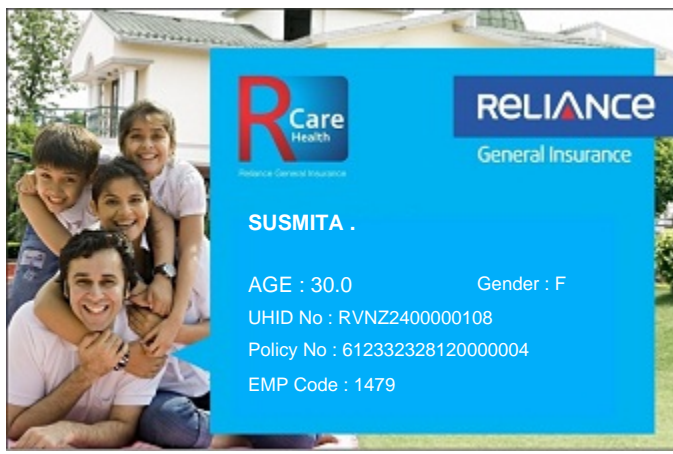 R Care
Health
Reliance General Insurance
RELIANCE
General Insurance
SUSMITA .
AGE : 30.0 Gender : F
UHID No : RVNZ2400000108
Policy No : 612332328120000004
EMP Code : 1479